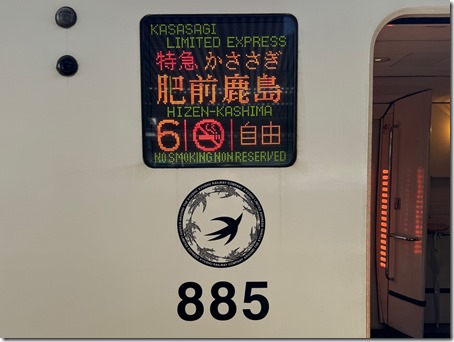 KASASAGI
LIMITED EXPRESS
特急 かささぎ
肥前鹿島
HIZEN-KASHIMA
6 自由
NO SMOKING NON RESERVED
885